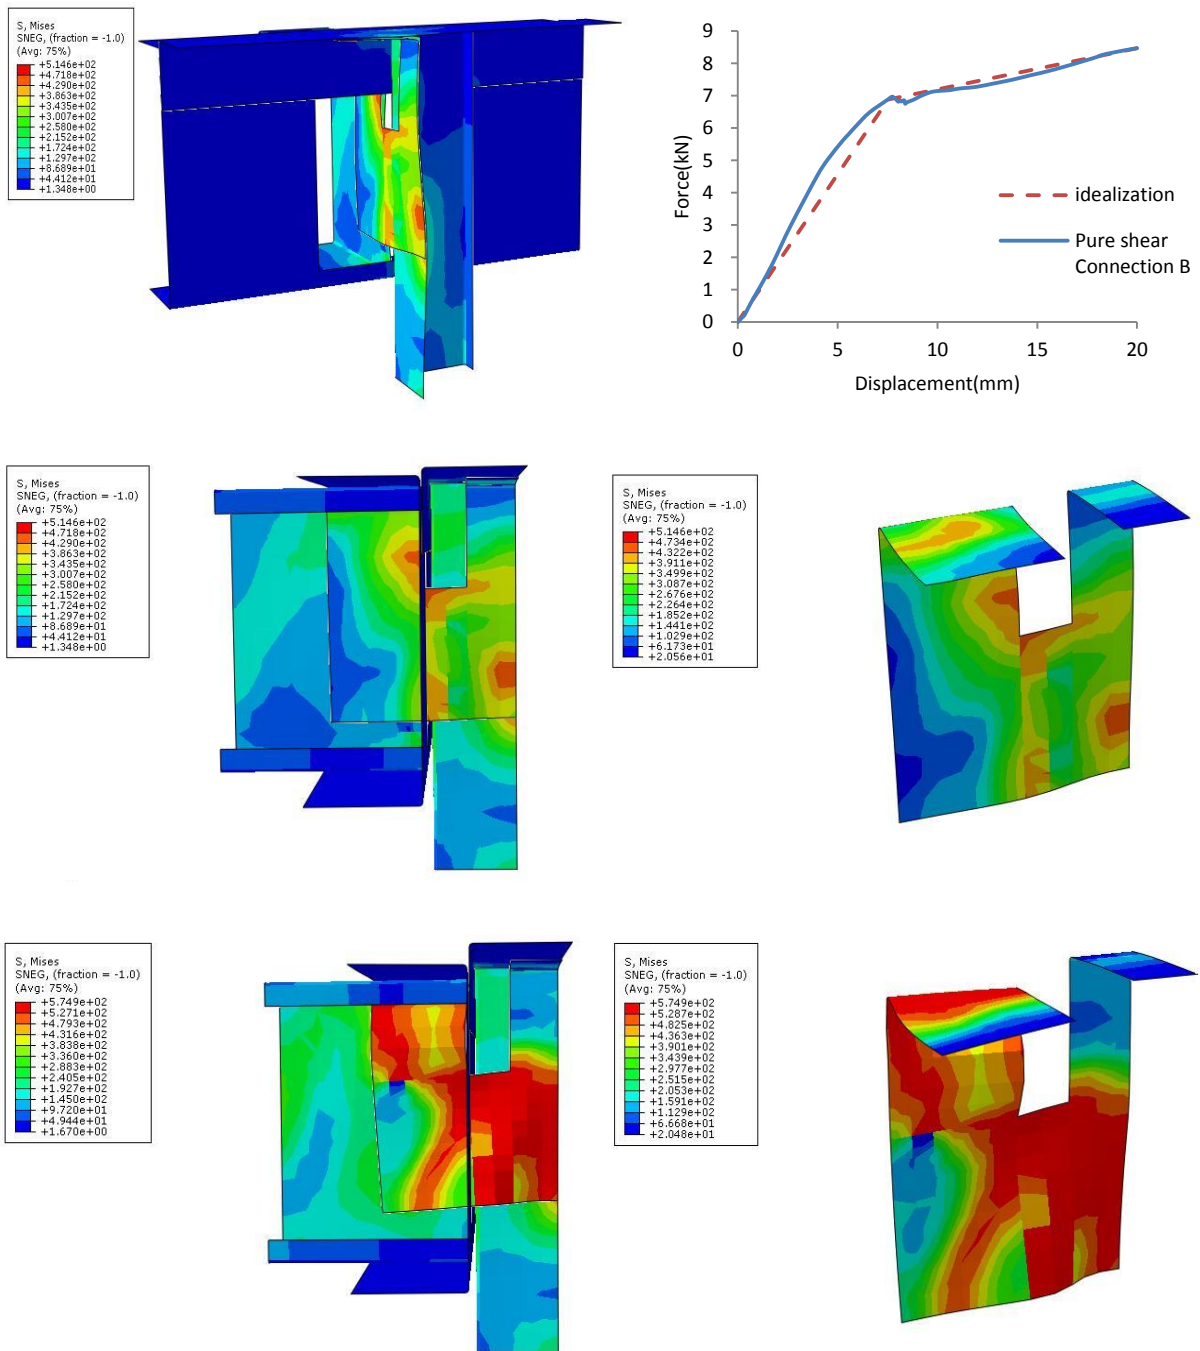 S, Mises
SNEG, (fraction = -1.0)
(Avg: 75%)
+5.146e+02
+4.718e+02
+4.290e+02
+3.863e+02
+3.435e+02
+3.007e+02
+2.580e+02
+2.152e+02
+1.724e+02
+1.297e+02
+8.689e+01
+4.412e+01
+1.348e+00
9
8
7
6
5
4
3
2
1
0
Force(kN)
0 5 10 15 20
Displacement(mm)
idealization
Pure shear
Connection B
S, Mises
SNEG, (fraction = -1.0)
(Avg: 75%)
+5.146e+02
+4.718e+02
+4.290e+02
+3.863e+02
+3.435e+02
+3.007e+02
+2.580e+02
+2.152e+02
+1.724e+02
+1.297e+02
+8.689e+01
+4.412e+01
+1.348e+00
S, Mises
SNEG, (fraction = -1.0)
(Avg: 75%)
+5.146e+02
+4.734e+02
+4.322e+02
+3.911e+02
+3.499e+02
+3.087e+02
+2.676e+02
+2.264e+02
+1.852e+02
+1.441e+02
+1.029e+02
+6.173e+01
+2.056e+01
S, Mises
SNEG, (fraction = -1.0)
(Avg: 75%)
+5.749e+02
+5.271e+02
+4.793e+02
+4.316e+02
+3.838e+02
+3.360e+02
+2.883e+02
+2.405e+02
+1.927e+02
+1.450e+02
+9.720e+01
+4.944e+01
+1.670e+00
S, Mises
SNEG, (fraction = -1.0)
(Avg: 75%)
+5.749e+02
+5.287e+02
+4.825e+02
+4.363e+02
+3.901e+02
+3.439e+02
+2.977e+02
+2.515e+02
+2.053e+02
+1.591e+02
+1.129e+02
+6.668e+01
+2.048e+01